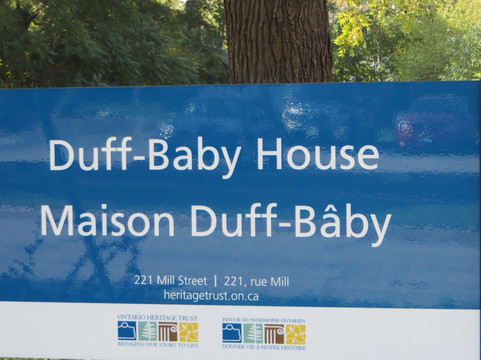 Duff-Baby House
Maison Duff-Bâby
221 Mill Street | 221, rue Mill
heritagetrust.on.ca
ONTARIO HERITAGE TRUST
BRINGING OUR STORY TO LIFE
FIDUCIE DU PATRIMOINE ONTARIEN
DONNER VIE À NOTRE HISTOIRE